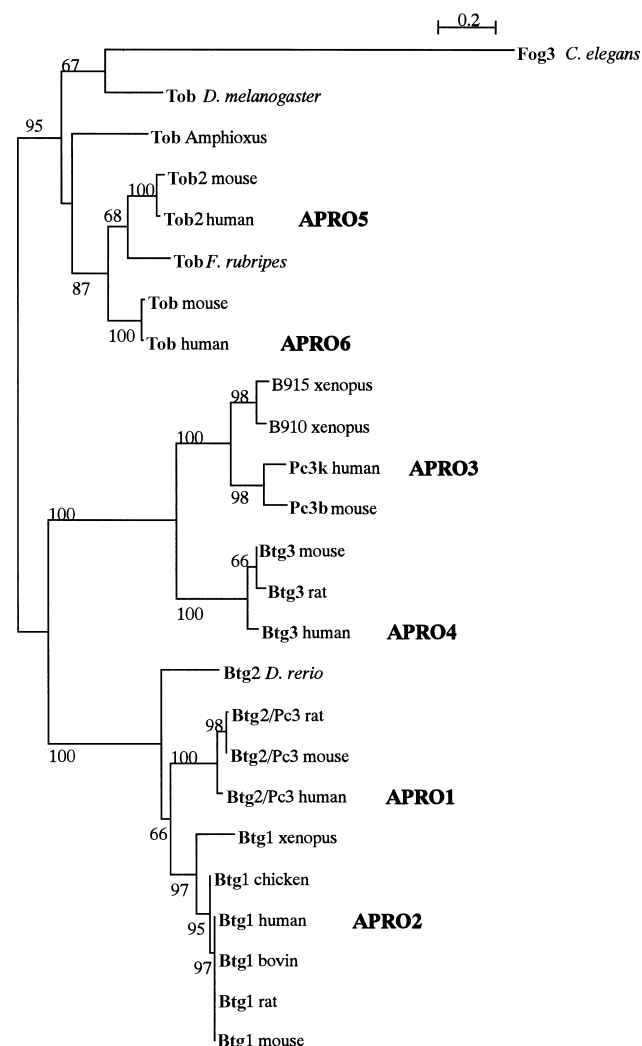 0.2
Fog3 C. elegans
67
Tob D. melanogaster
95
Tob Amphioxus
Tob2 mouse
100
Tob2 human APRO5
68
Tob F. rubripes
87
Tob mouse
100
Tob human APRO6
B915 xenopus
98
B910 xenopus
100
Pc3k human APRO3
98
Pc3b mouse
100
Btg3 mouse
66
Btg3 rat
100
Btg3 human APRO4
Btg2 D. rerio
Btg2/Pc3 rat
98
Btg2/Pc3 mouse
100
100
Btg2/Pc3 human APRO1
66
Btg1 xenopus
97
Btg1 chicken
Btg1 human APRO2
95
Btg1 bovin
97
Btg1 rat
Btg1 mouse